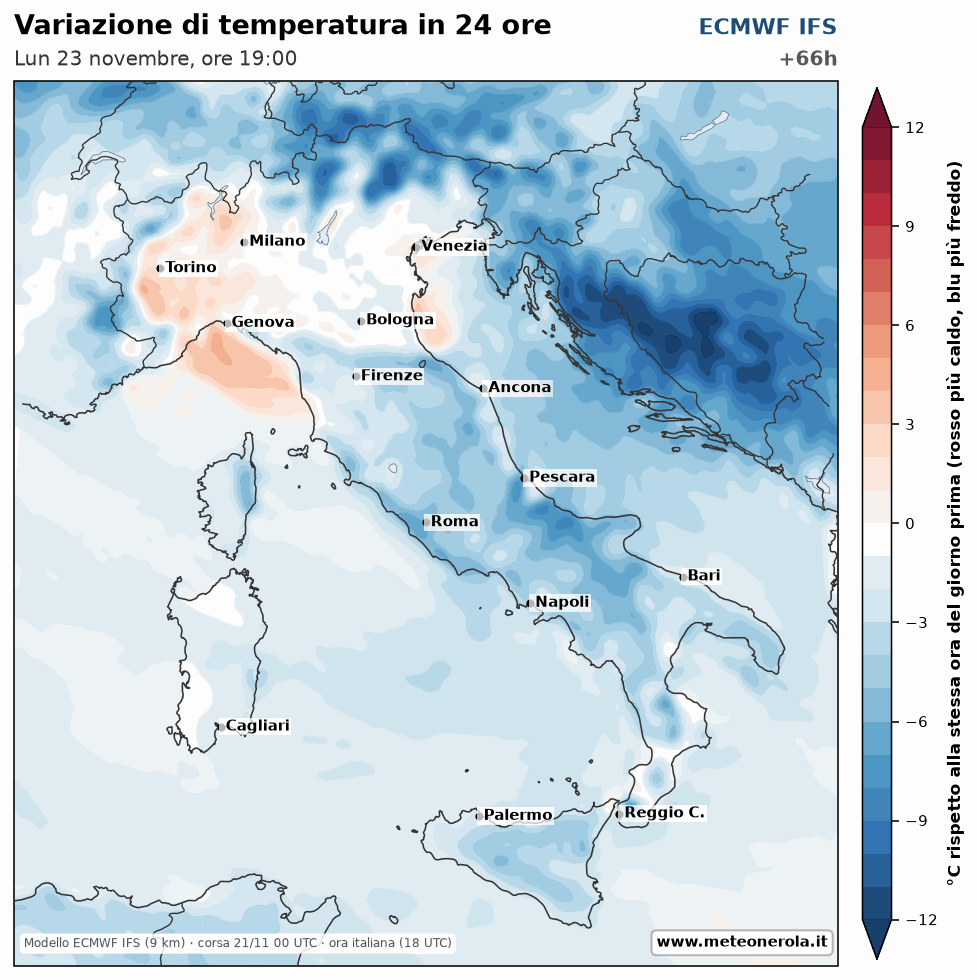 Variazione di temperatura in 24 ore
ECMWF IFS
Lun 23 novembre, ore 19:00
+66h
Milano
Venezia
Torino
Genova
Bologna
Firenze
Ancona
Pescara
Roma
Bari
Napoli
Cagliari
Palermo
Reggio C.
12
9
6
3
0
−3
−6
−9
−12
°C rispetto alla stessa ora del giorno prima (rosso più caldo, blu più freddo)
Modello ECMWF IFS (9 km) · corsa 21/11 00 UTC · ora italiana (18 UTC)
www.meteonerola.it